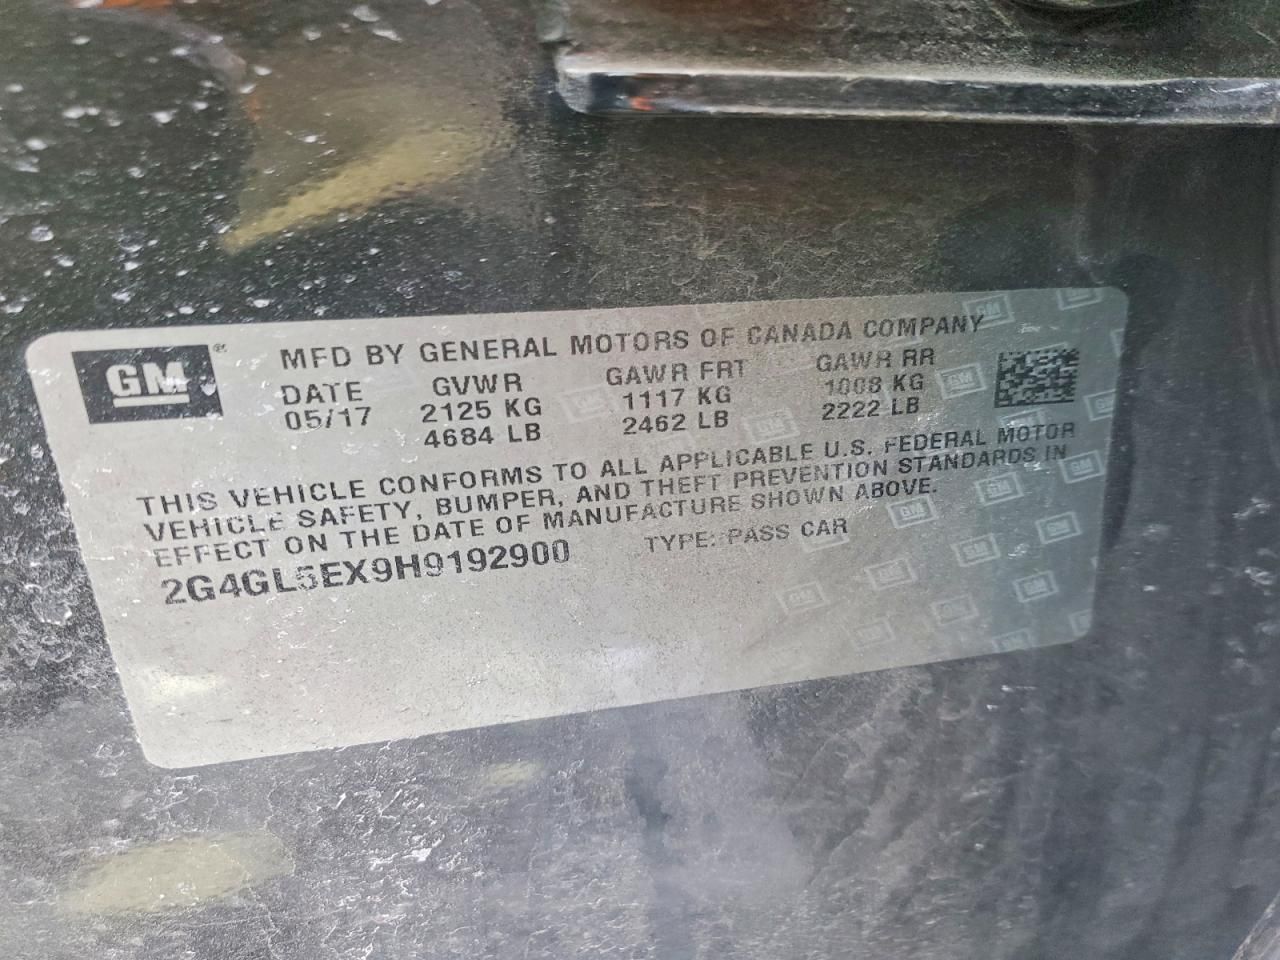 GM®
MFD BY GENERAL MOTORS OF CANADA COMPANY
DATE GVWR GAWR FRT GAWR RR
05/17 2125 KG 1117 KG 1008 KG
4684 LB 2462 LB 2222 LB
THIS VEHICLE CONFORMS TO ALL APPLICABLE U.S. FEDERAL MOTOR
VEHICLE SAFETY, BUMPER, AND THEFT PREVENTION STANDARDS IN
EFFECT ON THE DATE OF MANUFACTURE SHOWN ABOVE.
2G4GL5EX9H9192900 TYPE: PASS CAR